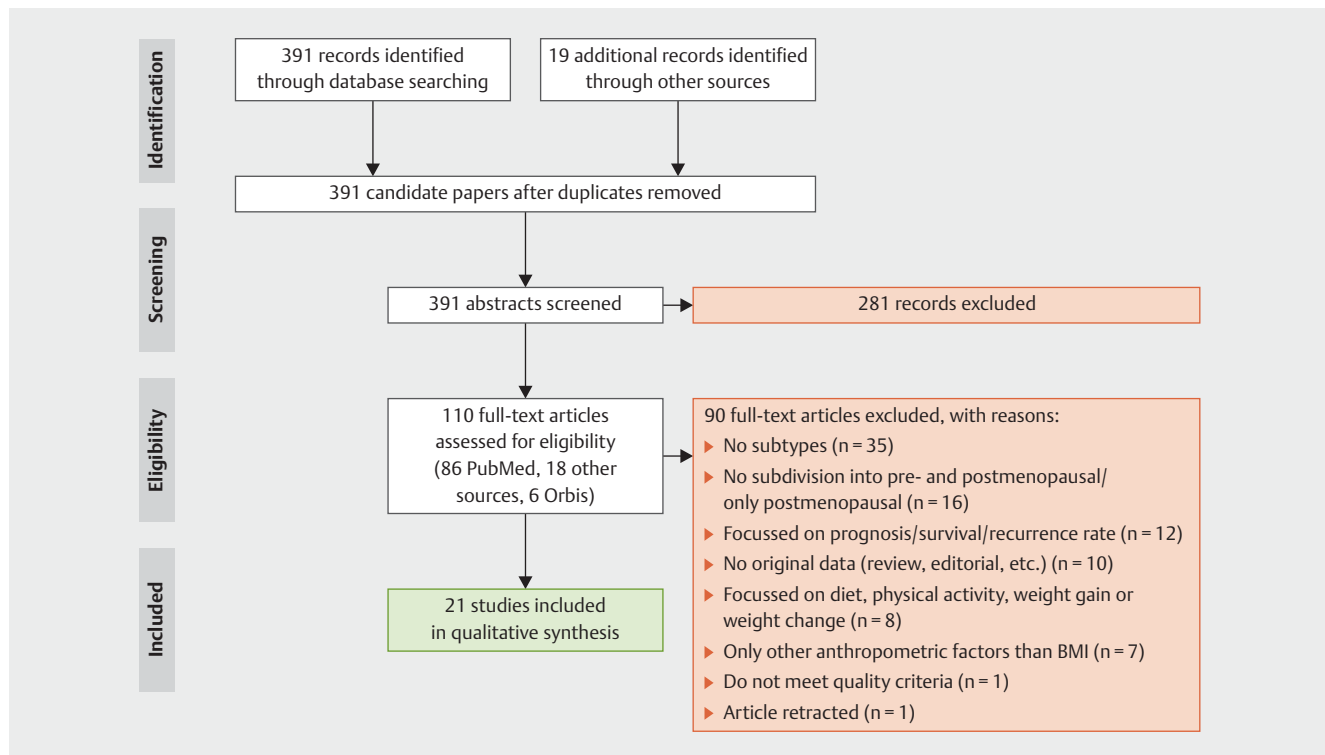 Identification
391 records identified
through database searching
19 additional records identified
through other sources
391 candidate papers after duplicates removed
Screening
391 abstracts screened
281 records excluded
Eligibility
110 full-text articles
assessed for eligibility
(86 PubMed, 18 other
sources, 6 Orbis)
90 full-text articles excluded, with reasons:
▶ No subtypes (n = 35)
▶ No subdivision into pre- and postmenopausal/
only postmenopausal (n = 16)
▶ Focussed on prognosis/survival/recurrence rate (n = 12)
▶ No original data (review, editorial, etc.) (n = 10)
▶ Focussed on diet, physical activity, weight gain or
weight change (n = 8)
▶ Only other anthropometric factors than BMI (n = 7)
▶ Do not meet quality criteria (n = 1)
▶ Article retracted (n = 1)
Included
21 studies included
in qualitative synthesis